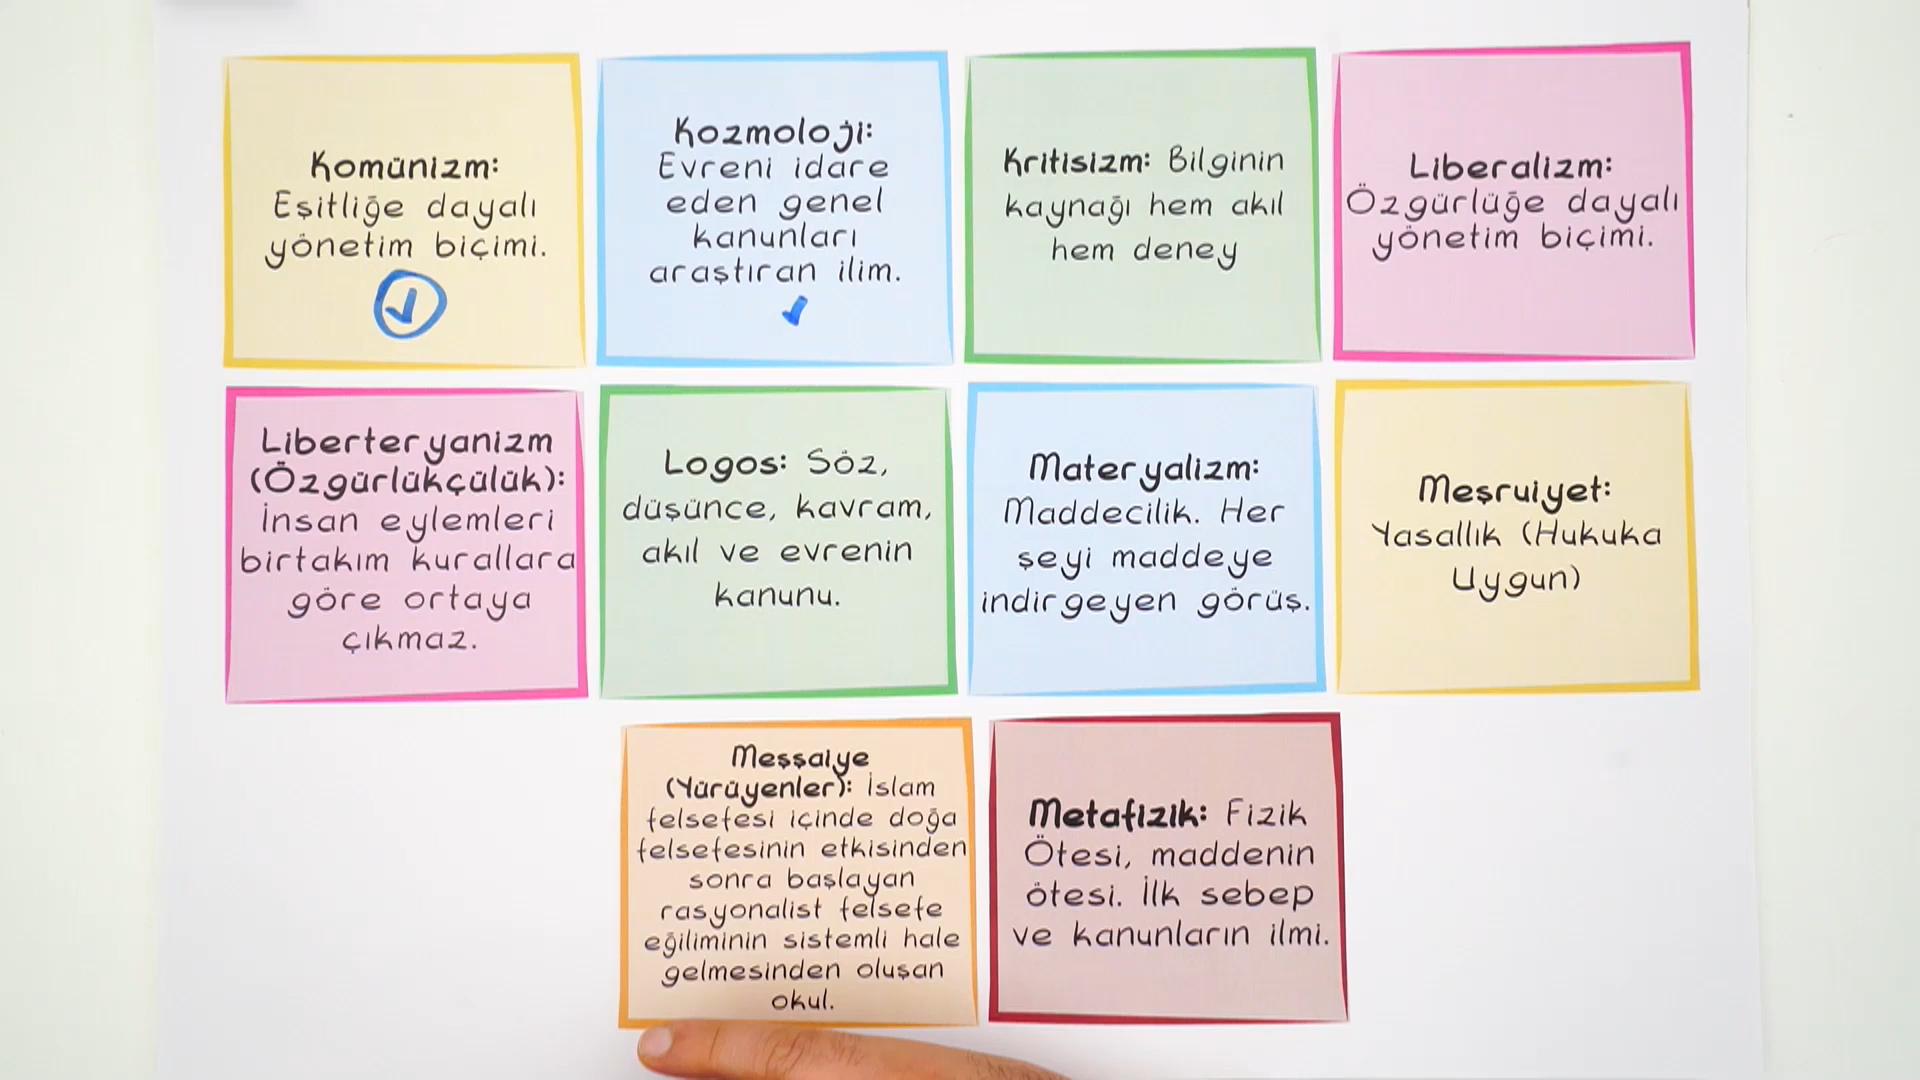 Komünizm:
Eşitliğe dayalı
yönetim biçimi.
Kozmoloji:
Evreni idare
eden genel
kanunları
araştıran ilim.
Kritisizm: Bilginin
kaynağı hem akıl
hem deney
Liberalizm:
Özgürlüğe dayalı
yönetim biçimi.
Liberteryanizm
(Özgürlükçülük):
İnsan eylemleri
birtakım kurallara
göre ortaya
çıkmaz.
Logos: Söz,
düşünce, kavram,
akıl ve evrenin
kanunu.
Materyalizm:
Maddecilik. Her
şeyi maddeye
indirgeyen görüş.
Meşruiyet:
Yasallık (Hukuka
Uygun)
Meşşaiye
(Yürüyenler): İslam
felsefesi içinde doğa
felsefesinin etkisinden
sonra başlayan
rasyonalist felsefe
eğiliminin sistemli hale
gelmesinden oluşan
okul.
Metafizik: Fizik
Ötesi, maddenin
ötesi. İlk sebep
ve kanunların ilmi.